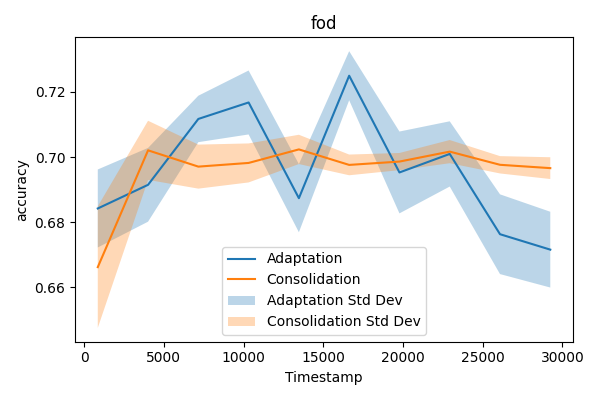 fod
accuracy
0.72
0.70
0.68
0.66
Adaptation
Consolidation
Adaptation Std Dev
Consolidation Std Dev
0
5000
10000
15000
20000
25000
30000
Timestamp